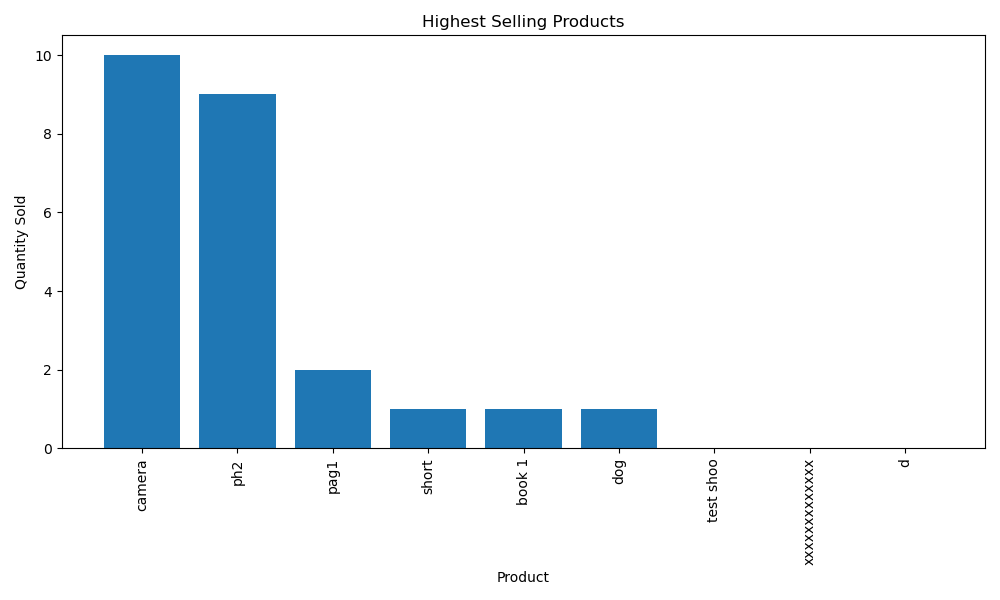 Highest Selling Products
Quantity Sold
10
8
6
4
2
0
camera
ph2
pag1
short
book 1
dog
test shoo
xxxxxxxxxxxxxx
d
Product